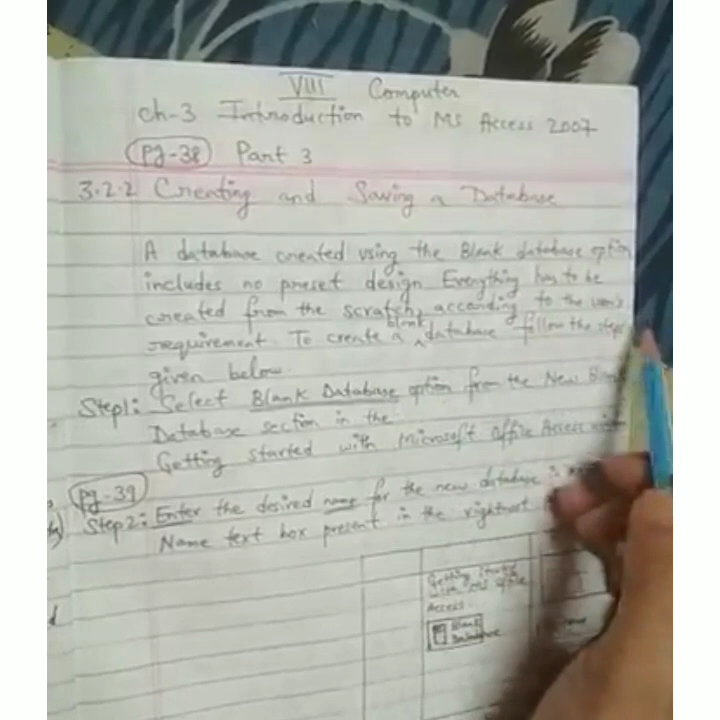 VIII Computer
Ch-3 Introduction to MS Access 2007
Pg-38 Part 3
3.2.2 Creating and Saving a Database
A database created using the Blank database option
includes no preset design Everything has to be
created from the scratch, according to the user's
requirement. To create a blank database follow the steps
given below
Step1: Select Blank Database option from the New Blank
Database section in the
Getting started with Microsoft Office Access
Pg-39
Step2: Enter the desired name for the new database in
Name text box present in the rightmost
Getting started
with MS Office
Access
Blank
Database